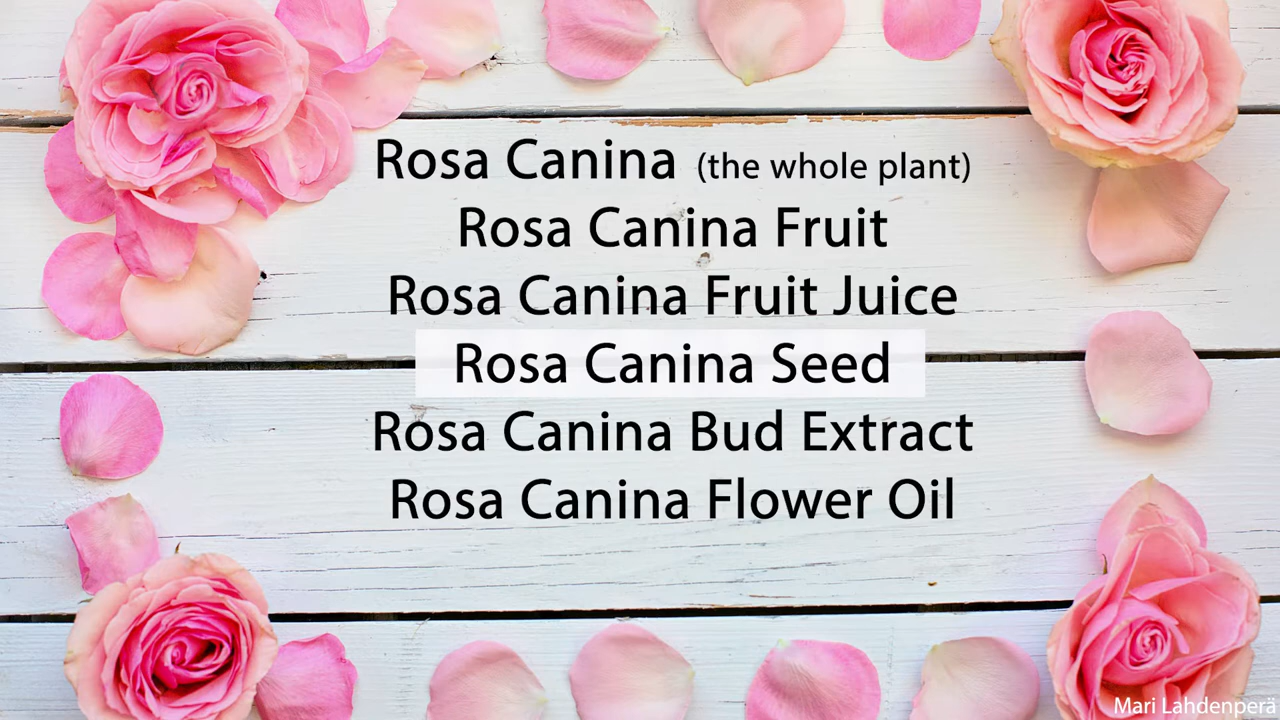 Rosa Canina (the whole plant)
Rosa Canina Fruit
Rosa Canina Fruit Juice
Rosa Canina Seed
Rosa Canina Bud Extract
Rosa Canina Flower Oil
Mari Lahdenperä